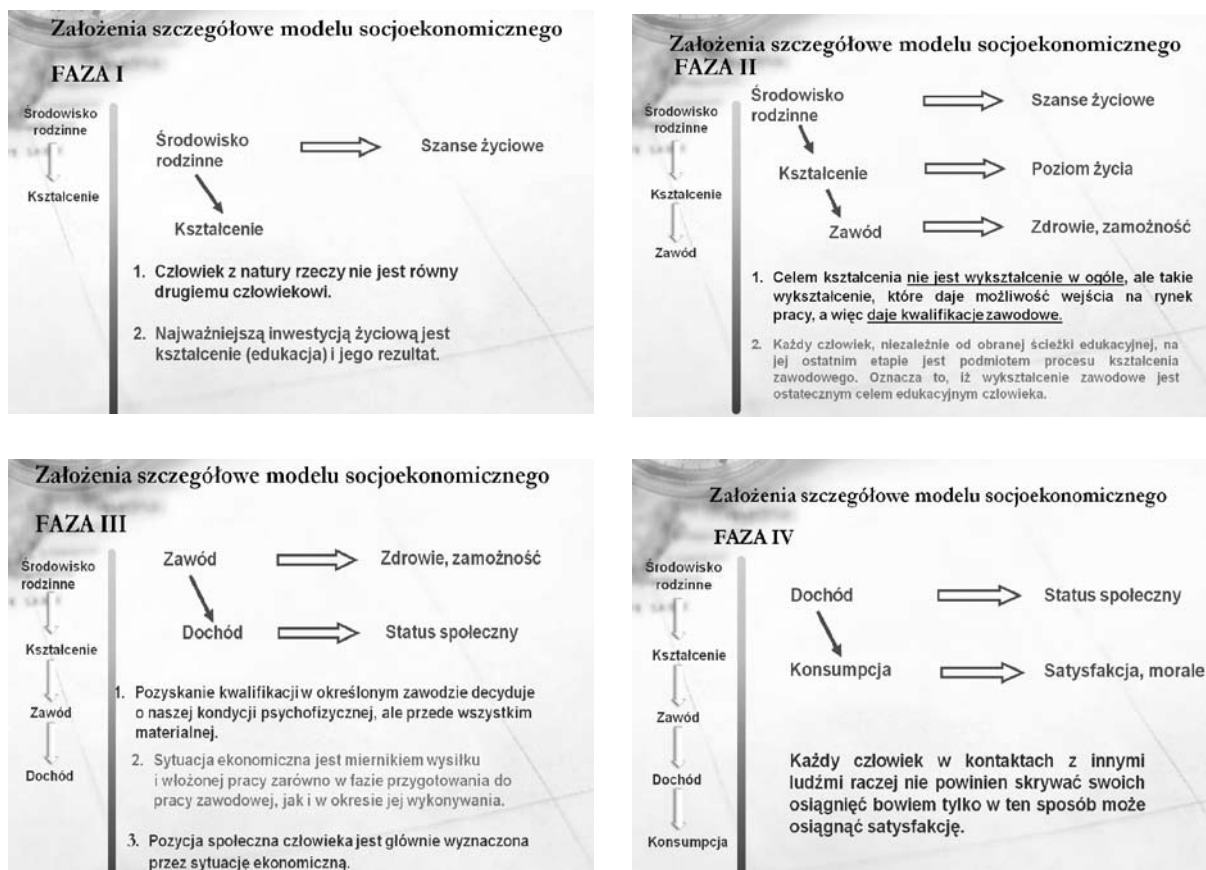 Założenia szczegółowe modelu socjoekonomicznego
FAZA I
Środowisko
rodzinne
Kształcenie
Środowisko
rodzinne
Szanse życiowe
Kształcenie
1. Człowiek z natury rzeczy nie jest równy
drugiemu człowiekowi.
2. Najważniejszą inwestycją życiową jest
kształcenie (edukacja) i jego rezultat.
Założenia szczegółowe modelu socjoekonomicznego
FAZA II
Środowisko
rodzinne
Kształcenie
Zawód
Środowisko
rodzinne
Szanse życiowe
Kształcenie
Poziom życia
Zawód
Zdrowie, zamożność
1. Celem kształcenia nie jest wykształcenie w ogóle, ale takie
wykształcenie, które daje możliwość wejścia na rynek
pracy, a więc daje kwalifikacje zawodowe.
2. Każdy człowiek, niezależnie od obranej ścieżki edukacyjnej, na
jej ostatnim etapie jest podmiotem procesu kształcenia
zawodowego. Oznacza to, iż wykształcenie zawodowe jest
ostatecznym celem edukacyjnym człowieka.
Założenia szczegółowe modelu socjoekonomicznego
FAZA III
Środowisko
rodzinne
Kształcenie
Zawód
Dochód
Zawód
Zdrowie, zamożność
Dochód
Status społeczny
1. Pozyskanie kwalifikacji w określonym zawodzie decyduje
o naszej kondycji psychofizycznej, ale przede wszystkim
materialnej.
2. Sytuacja ekonomiczna jest miernikiem wysiłku
i włożonej pracy zarówno w fazie przygotowania do
pracy zawodowej, jak i w okresie jej wykonywania.
3. Pozycja społeczna człowieka jest głównie wyznaczona
przez sytuację ekonomiczną.
Założenia szczegółowe modelu socjoekonomicznego
FAZA IV
Środowisko
rodzinne
Kształcenie
Zawód
Dochód
Konsumpcja
Dochód
Status społeczny
Konsumpcja
Satysfakcja, morale
Każdy człowiek w kontaktach z innymi
ludźmi raczej nie powinien skrywać swoich
osiągnięć bowiem tylko w ten sposób może
osiągnąć satysfakcję.